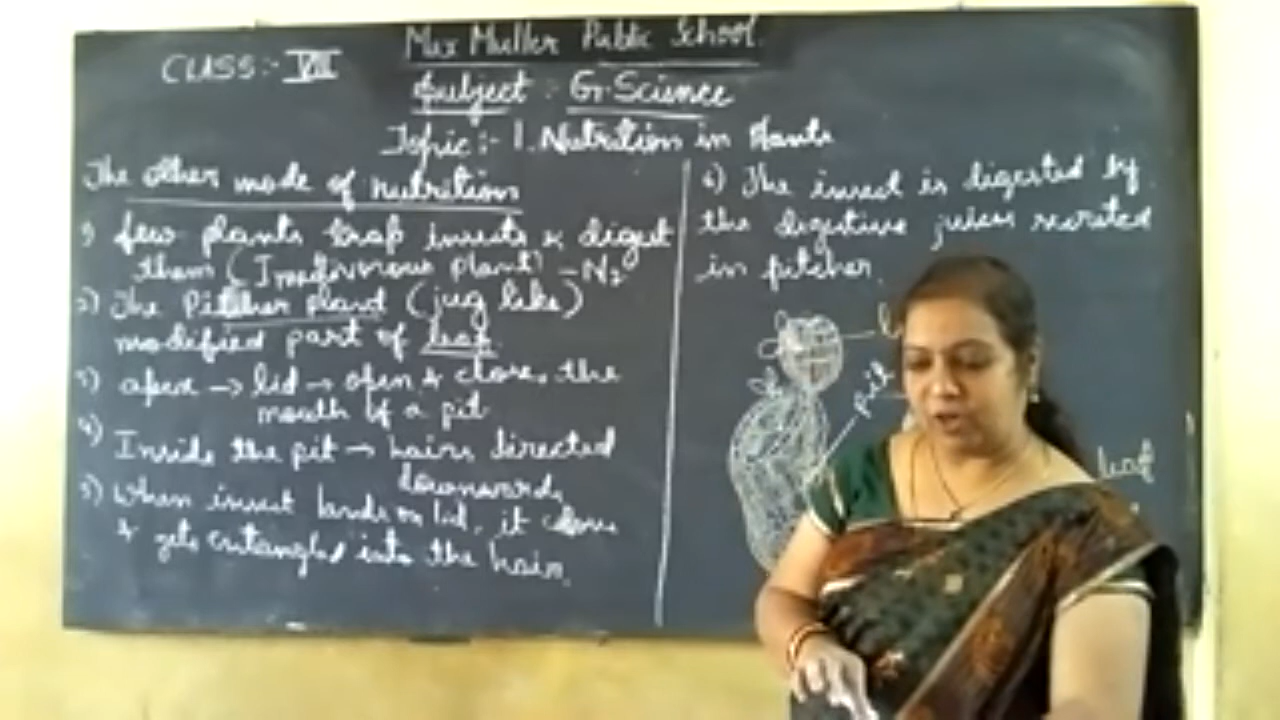 Max Muller Public School.
CLASS:- VII
Subject : G.Science
Topic:- 1. Nutrition in Plants
The other mode of nutrition
1) few plants trap insects & digest
them (Insectivorous plant) - N₂
2) The Pitcher plant (jug like)
modified part of leaf.
3) apex → lid → open & close, the
mouth of a pit
4) Inside the pit → hairs directed
downwards
5) When insect lands on lid, it close
& gets entangles into the hair.
6) The insect is digested by
the digestive juices secreted
in pitcher.
pit
leaf